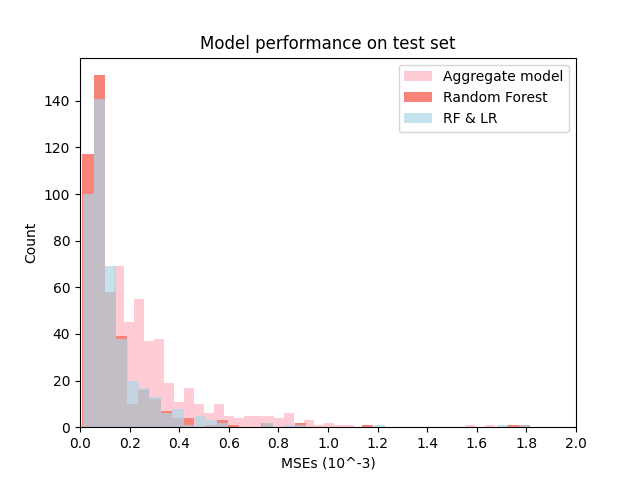 Model performance on test set
Aggregate model
Random Forest
RF & LR
Count
140
120
100
80
60
40
20
0
0.0 0.2 0.4 0.6 0.8 1.0 1.2 1.4 1.6 1.8 2.0
MSEs (10^-3)